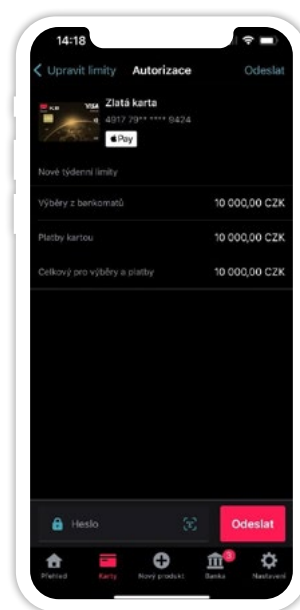 14:18
Upravit limity Autorizace Odeslat
KB VISA Zlatá karta
4917 79** **** 9424
Pay
Nové týdenní limity
Výběry z bankomatů 10 000,00 CZK
Platby kartou 10 000,00 CZK
Celkový pro výběry a platby 10 000,00 CZK
Heslo Odeslat
3
Přehled Karty Nový produkt Banka Nastavení